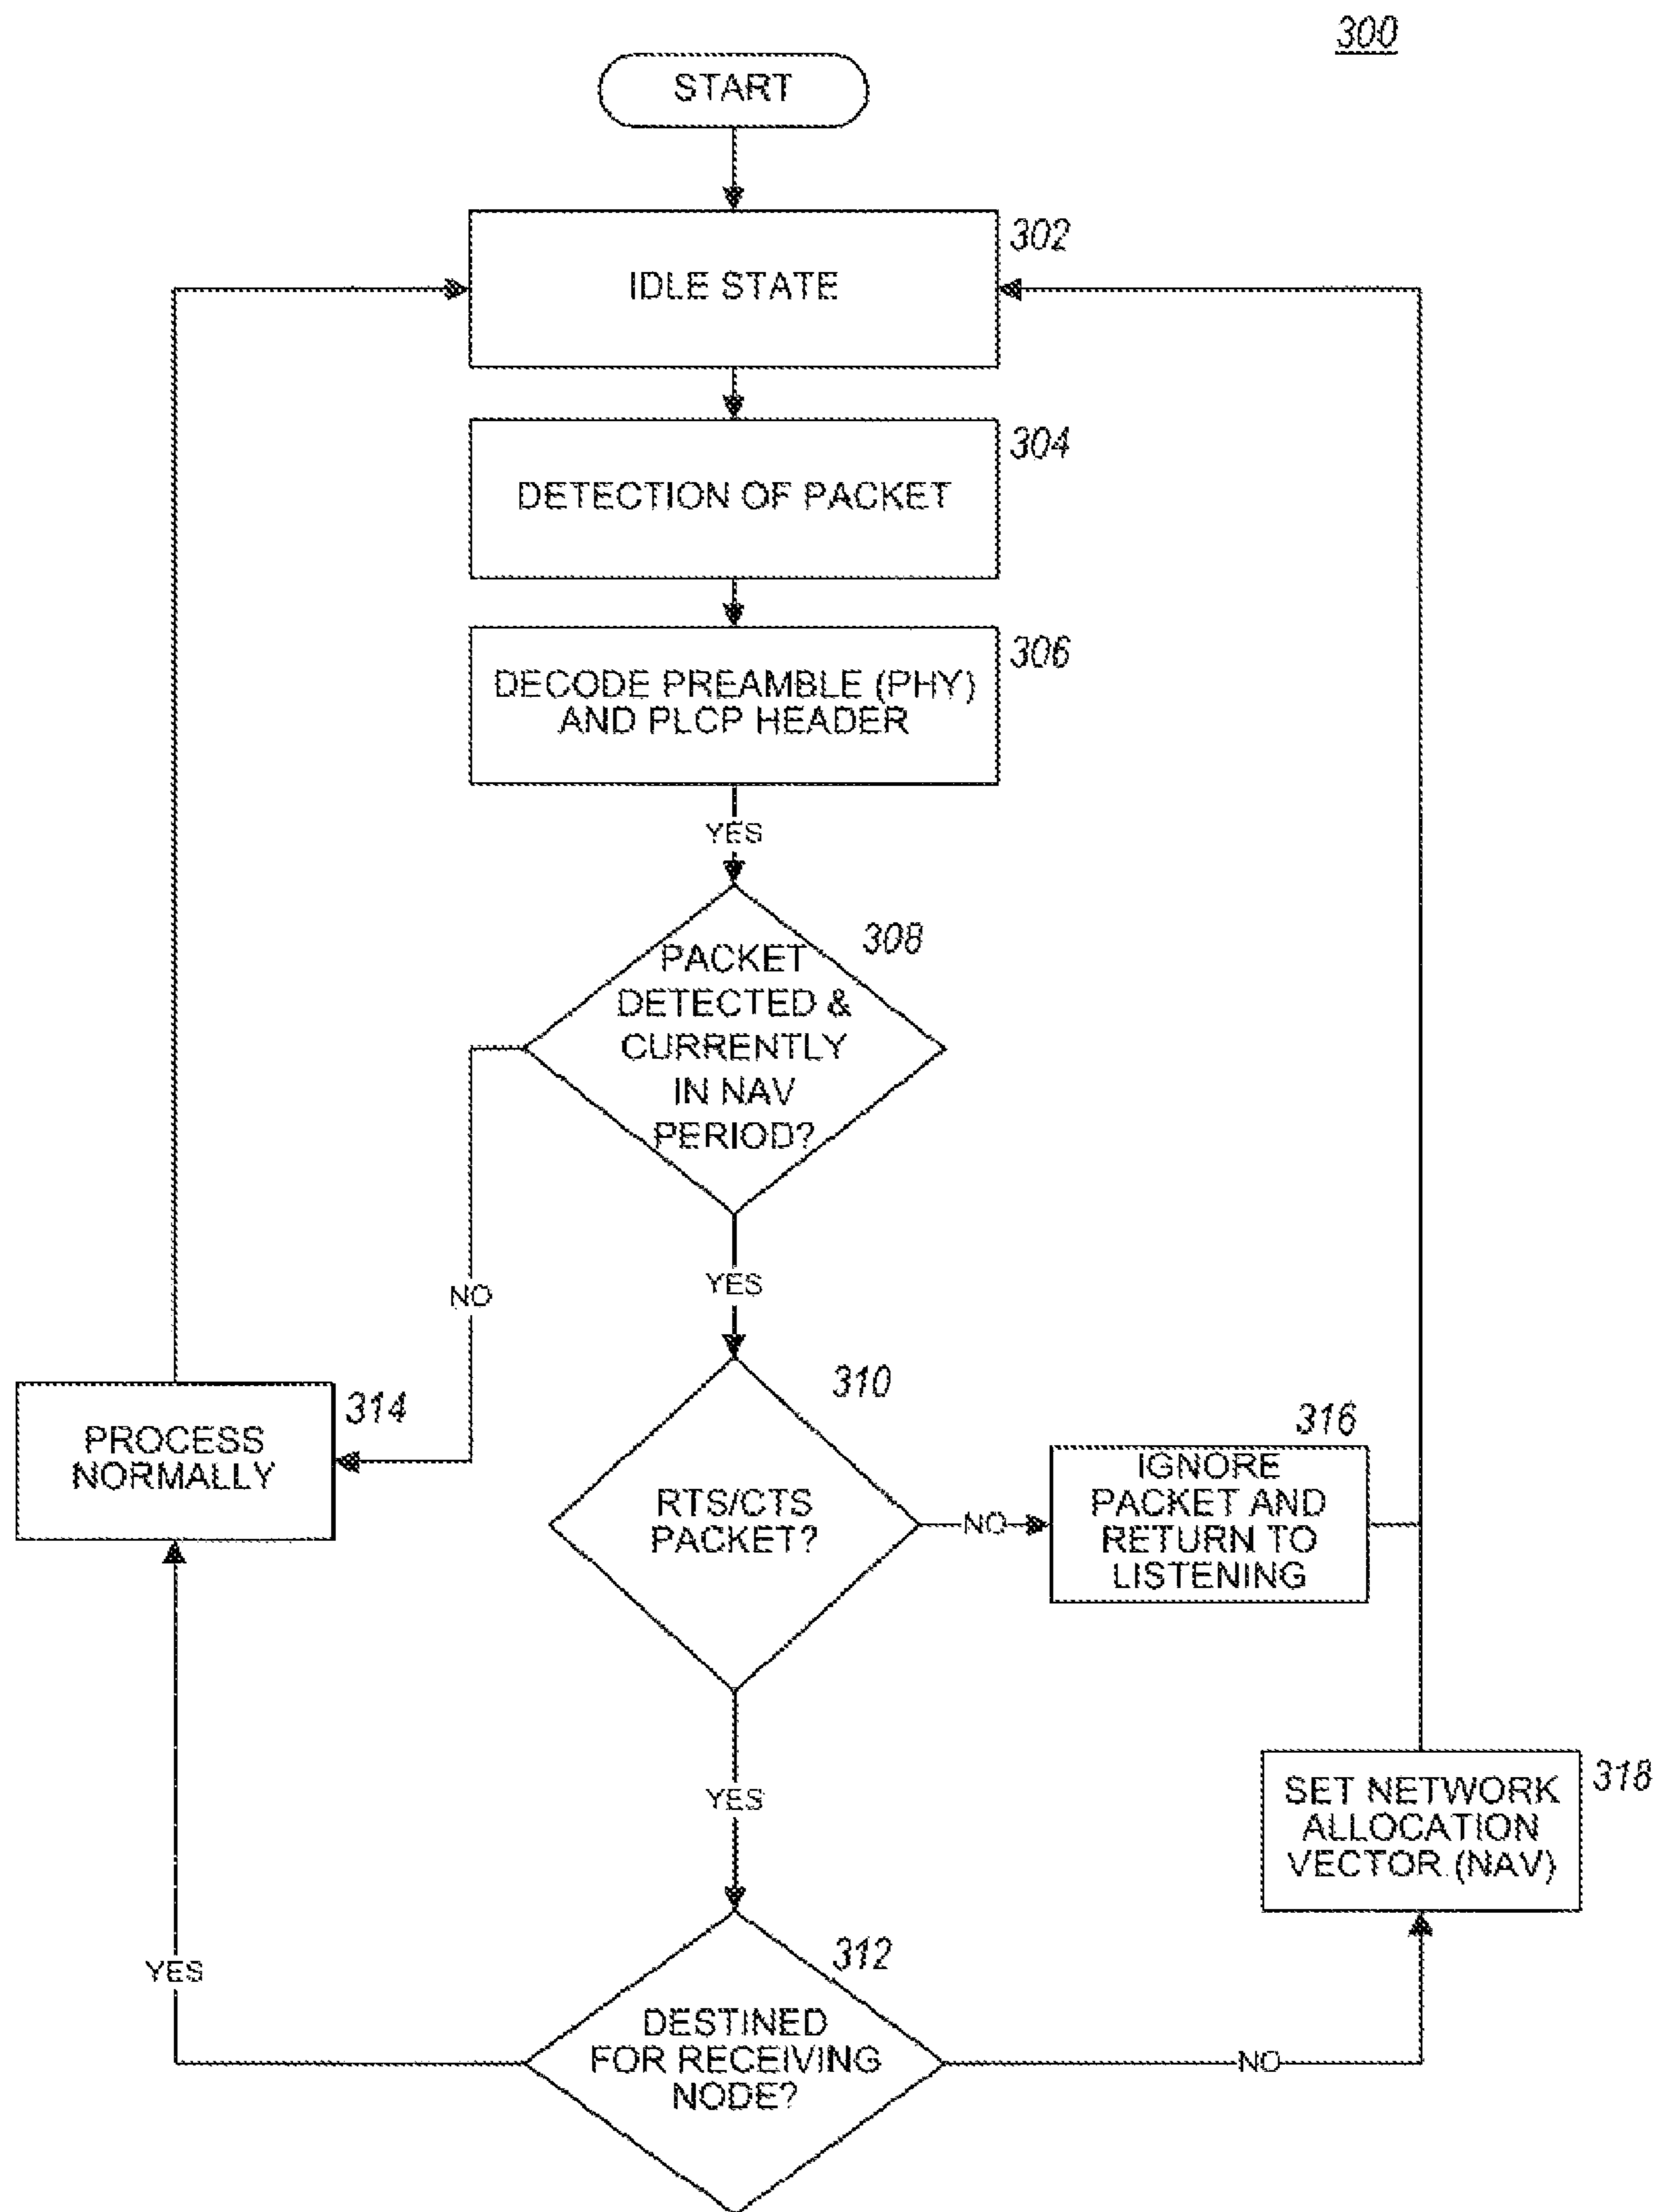 300
START
302
IDLE STATE
304
DETECTION OF PACKET
306
DECODE PREAMBLE (PHY)
AND PLCP HEADER
YES
308
PACKET
DETECTED &
CURRENTLY
IN NAV
PERIOD?
NO
YES
310
RTS/CTS
PACKET?
314
PROCESS
NORMALLY
NO
316
IGNORE
PACKET AND
RETURN TO
LISTENING
YES
318
SET NETWORK
ALLOCATION
VECTOR.(NAV)
312
DESTINED
FOR RECEIVING
NODE?
YES
NO